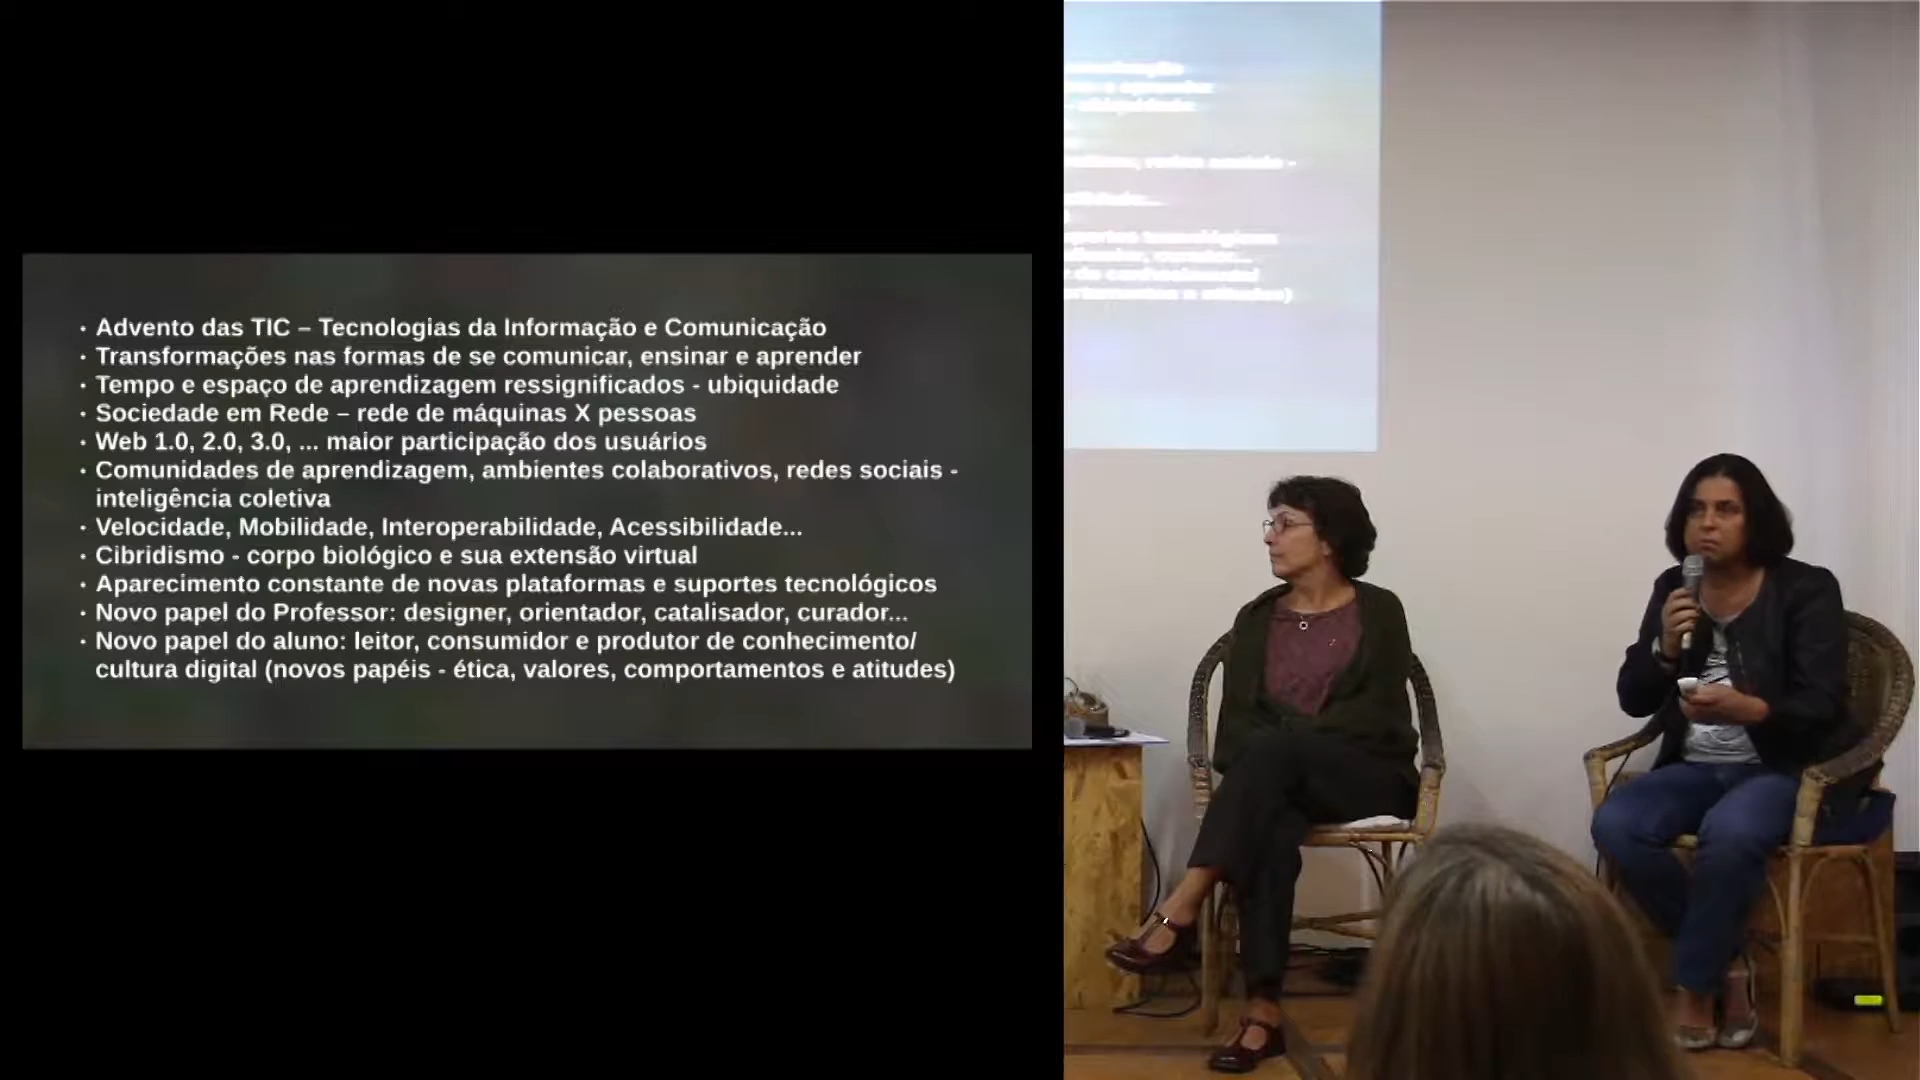 · Advento das TIC – Tecnologias da Informação e Comunicação
· Transformações nas formas de se comunicar, ensinar e aprender
· Tempo e espaço de aprendizagem ressignificados - ubiquidade
· Sociedade em Rede – rede de máquinas X pessoas
· Web 1.0, 2.0, 3.0, ... maior participação dos usuários
· Comunidades de aprendizagem, ambientes colaborativos, redes sociais -
inteligência coletiva
· Velocidade, Mobilidade, Interoperabilidade, Acessibilidade...
· Cibridismo - corpo biológico e sua extensão virtual
· Aparecimento constante de novas plataformas e suportes tecnológicos
· Novo papel do Professor: designer, orientador, catalisador, curador...
· Novo papel do aluno: leitor, consumidor e produtor de conhecimento/
cultura digital (novos papéis - ética, valores, comportamentos e atitudes)